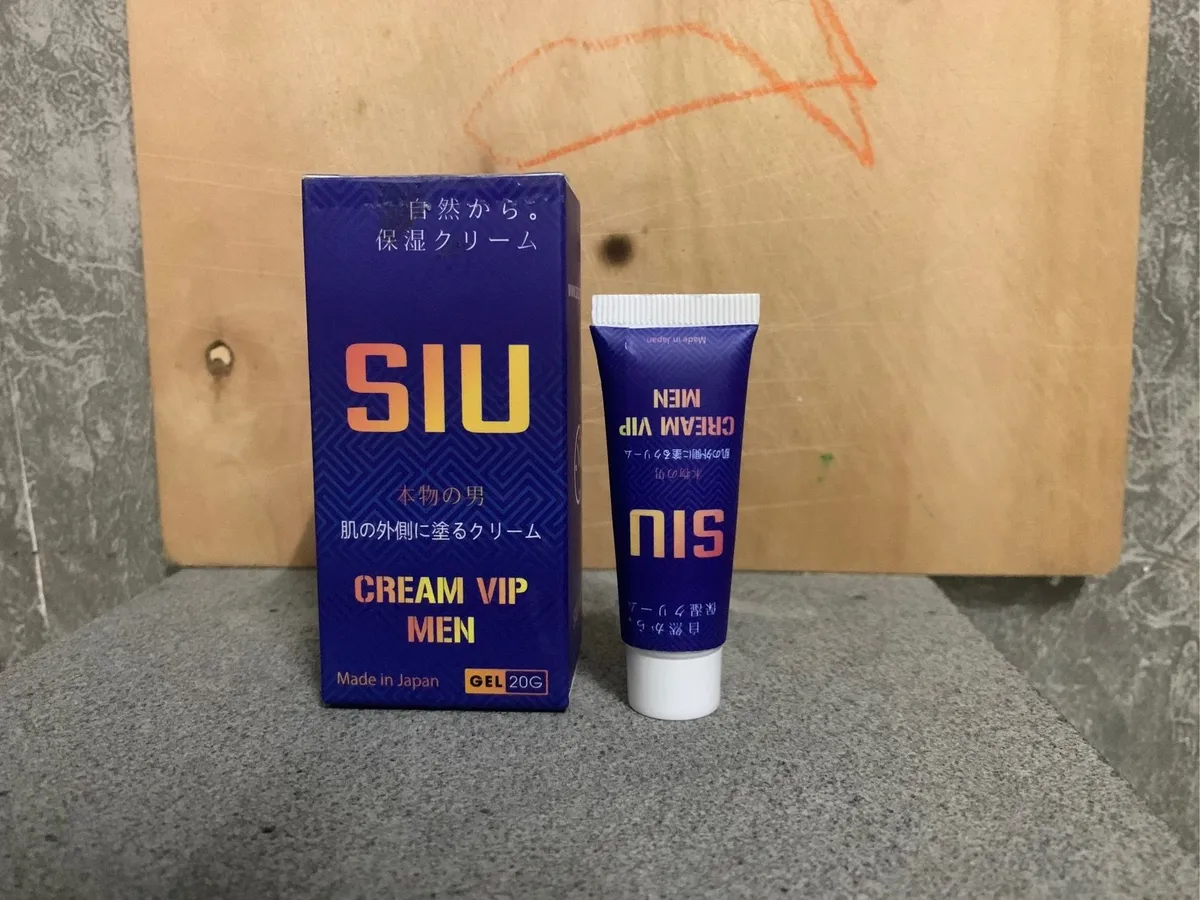 自然から。
保湿クリーム
SIU
本物の男
肌の外側に塗るクリーム
CREAM VIP
MEN
Made in Japan
GEL 20G
自然から。
保湿クリーム
SIU
本物の男
肌の外側に塗るクリーム
CREAM VIP
MEN
Made in Japan